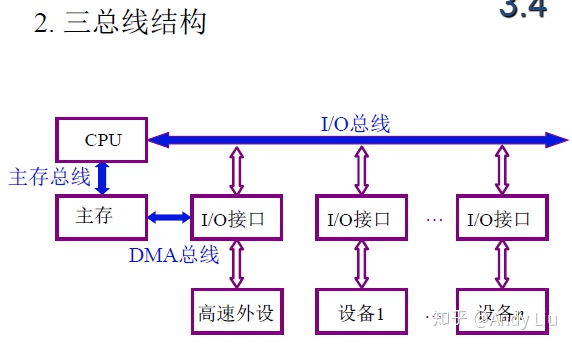 3.4
2. 三总线结构
I/O总线
CPU
主存总线
主存
I/O接口
I/O接口
...
I/O接口
DMA总线
高速外设
设备1
设备n
知乎 @Andy Liu